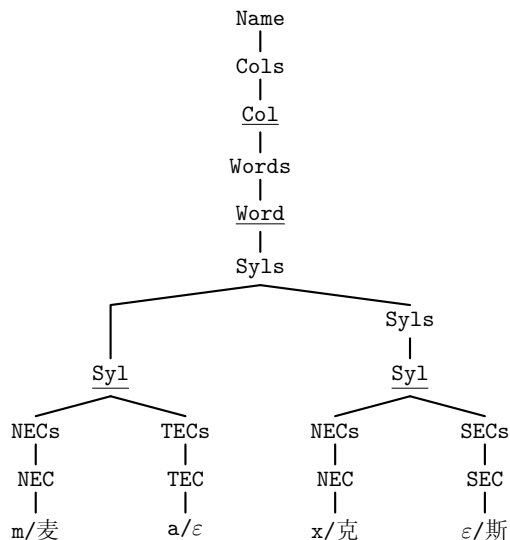 Name
Cols
Col
Words
Word
Syls
Syls
Syl Syl
NECs TECs NECs SECs
NEC TEC NEC SEC
m/麦 a/ε x/克 ε/斯